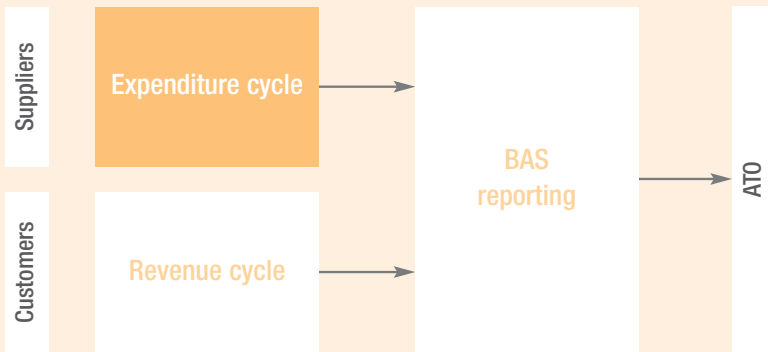 Suppliers
Expenditure cycle
BAS
reporting
ATO
Customers
Revenue cycle